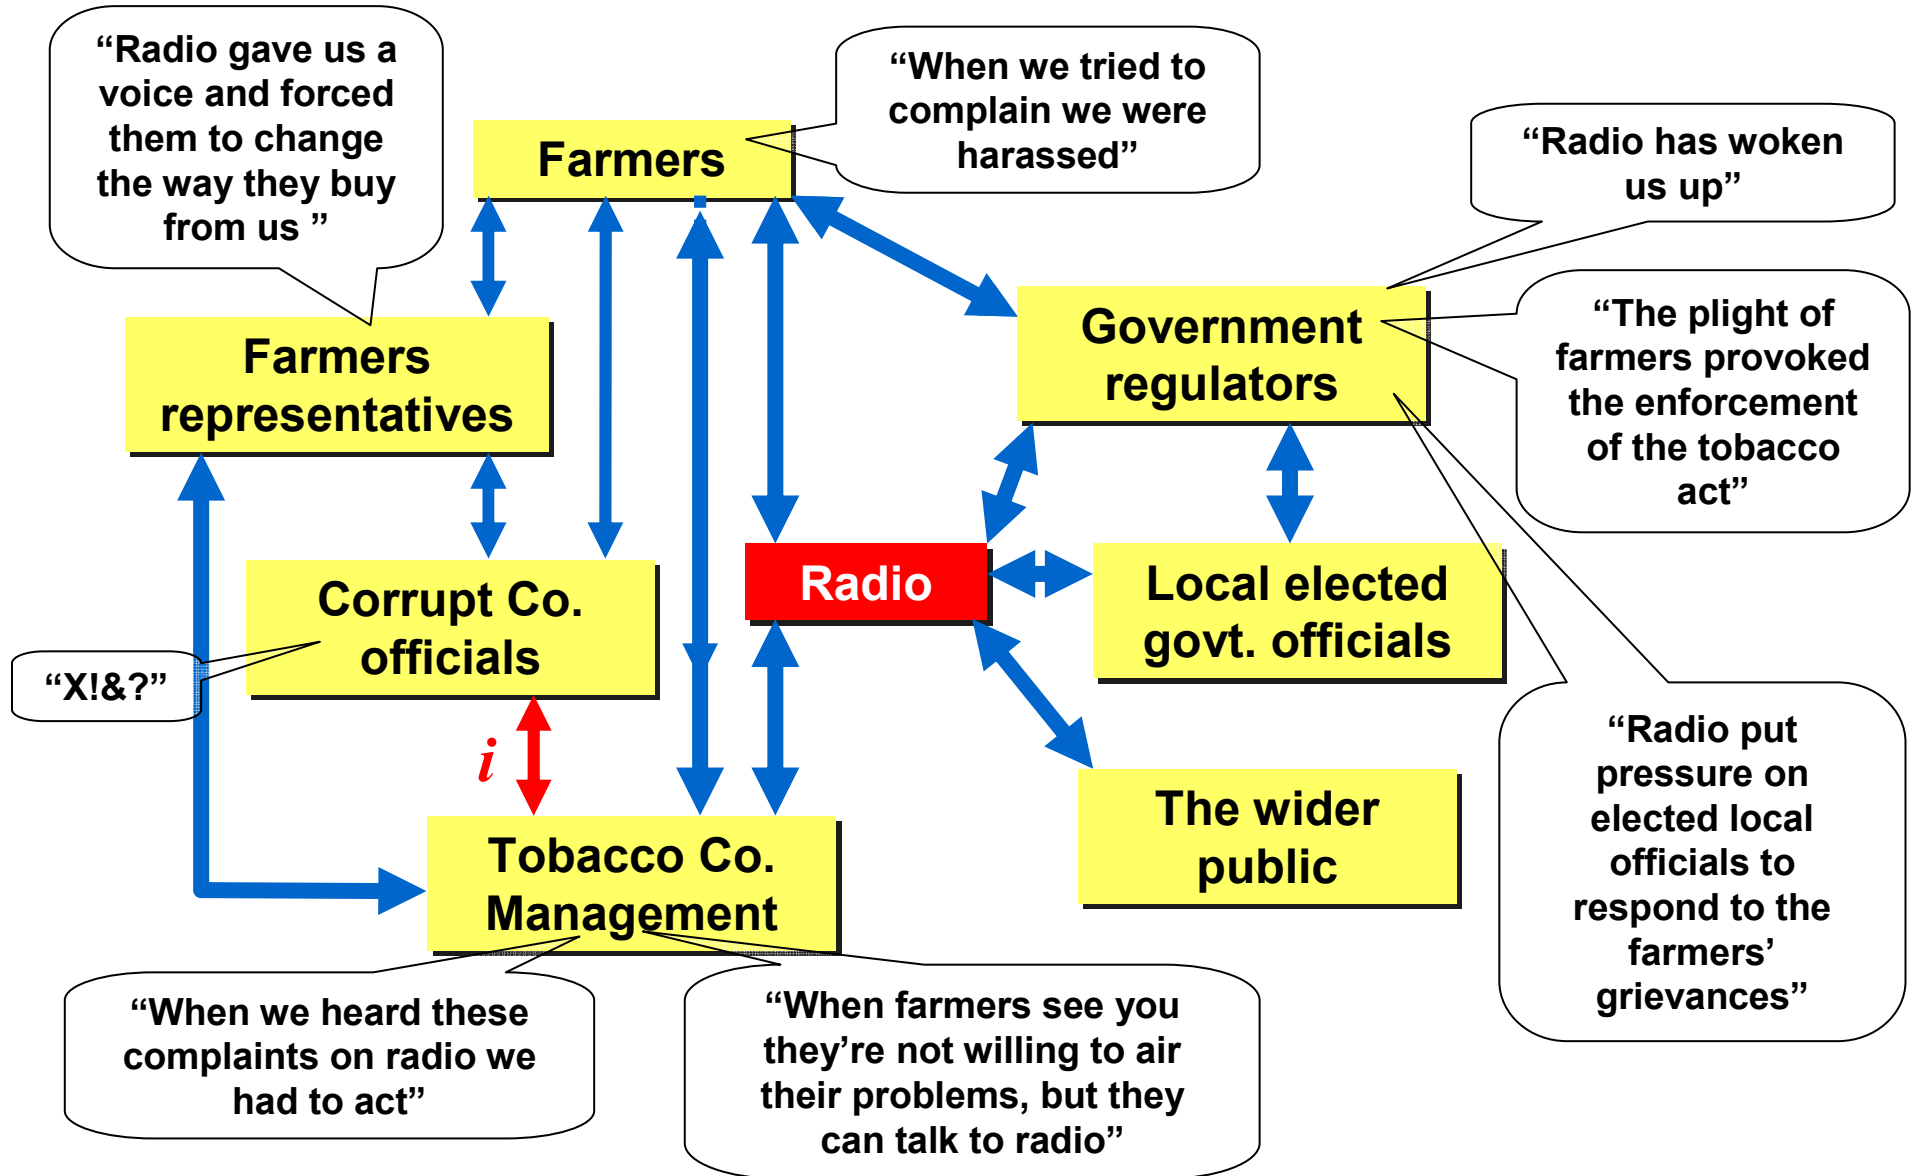 “Radio gave us a
voice and forced
them to change
the way they buy
from us ”
“When we tried to
complain we were
harassed”
Farmers
“Radio has woken
us up”
Government
regulators
“The plight of
farmers provoked
the enforcement
of the tobacco
act”
Farmers
representatives
Radio
Local elected
govt. officials
Corrupt Co.
officials
“X!&?”
i
“Radio put
pressure on
elected local
officials to
respond to the
farmers’
grievances”
The wider
public
Tobacco Co.
Management
“When we heard these
complaints on radio we
had to act”
“When farmers see you
they’re not willing to air
their problems, but they
can talk to radio”